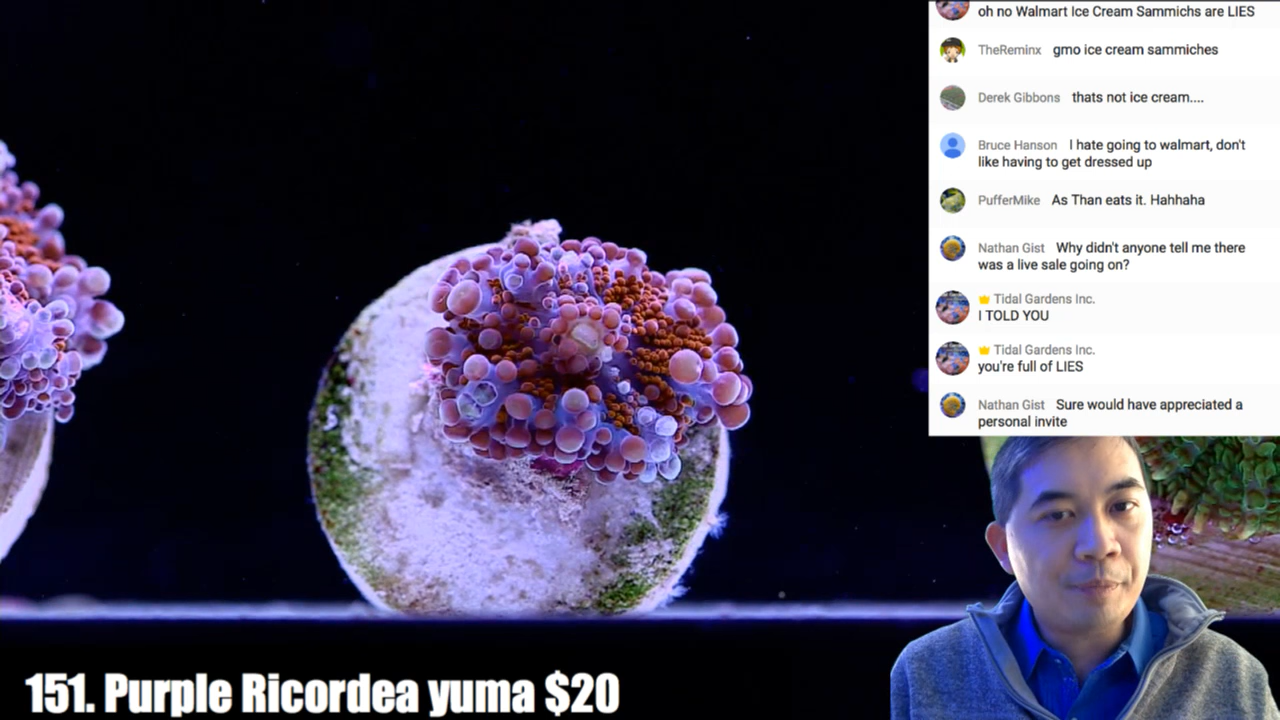 oh no Walmart Ice Cream Sammichs are LIES
TheReminx gmo ice cream sammiches
Derek Gibbons thats not ice cream....
Bruce Hanson I hate going to walmart, don't
like having to get dressed up
PufferMike As Than eats it. Hahhaha
Nathan Gist Why didn't anyone tell me there
was a live sale going on?
Tidal Gardens Inc.
I TOLD YOU
Tidal Gardens Inc.
you're full of LIES
Nathan Gist Sure would have appreciated a
personal invite
151. Purple Ricordea yuma $20